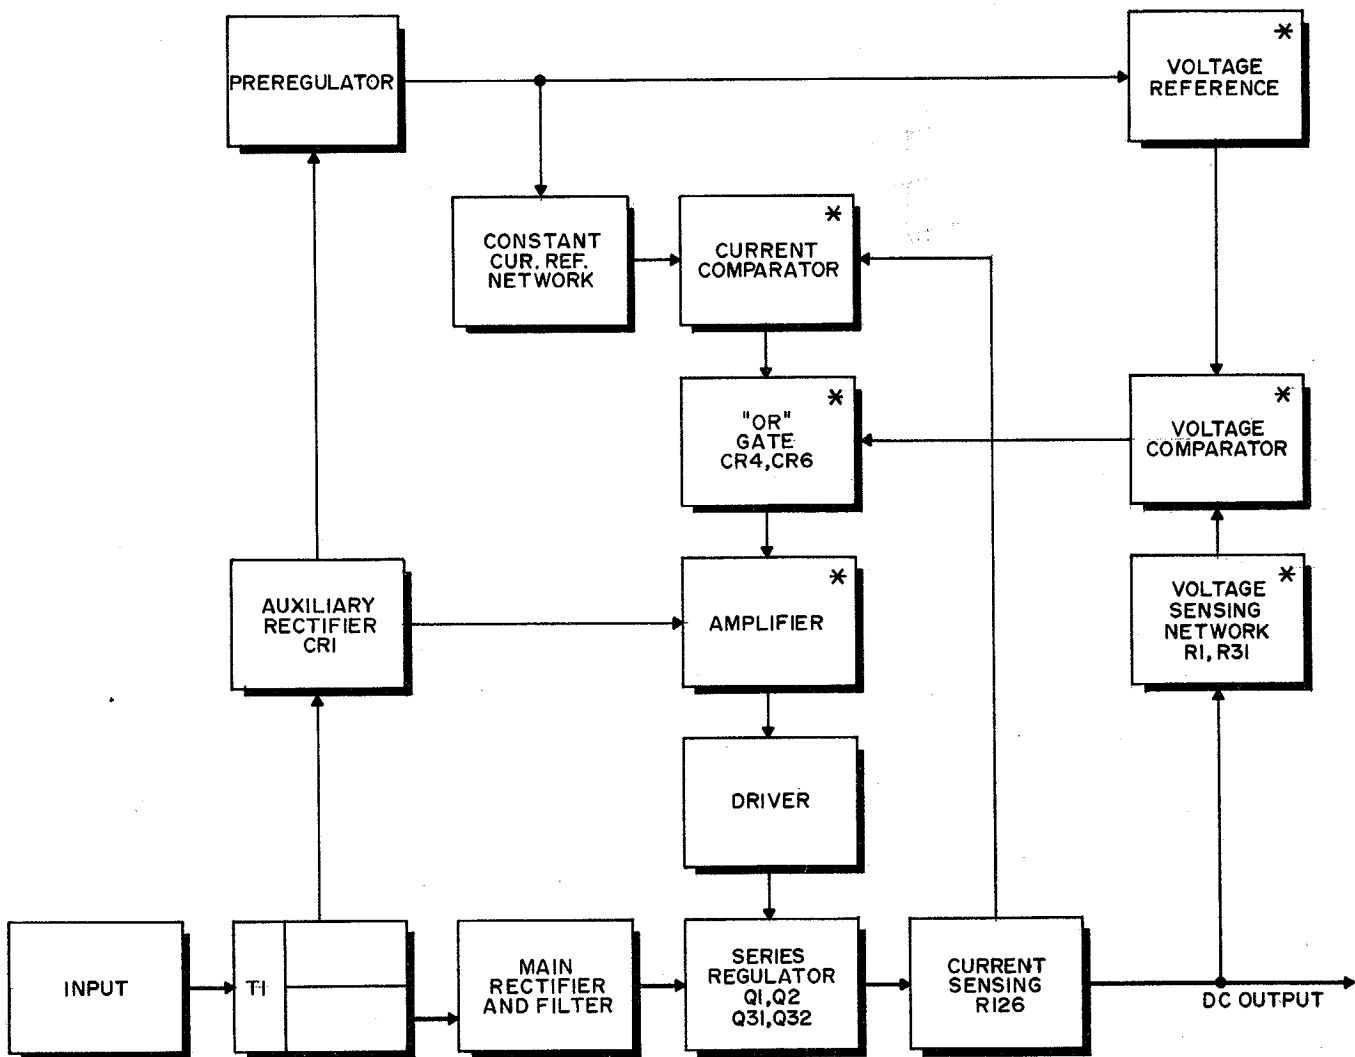 PREREGULATOR
*
VOLTAGE
REFERENCE
CONSTANT
CUR. REF.
NETWORK
*
CURRENT
COMPARATOR
*
"OR"
GATE
CR4, CR6
*
VOLTAGE
COMPARATOR
AUXILIARY
RECTIFIER
CR1
*
AMPLIFIER
*
VOLTAGE
SENSING
NETWORK
R1, R31
DRIVER
INPUT
T1
MAIN
RECTIFIER
AND FILTER
SERIES
REGULATOR
Q1, Q2
Q31, Q32
CURRENT
SENSING
R126
DC OUTPUT